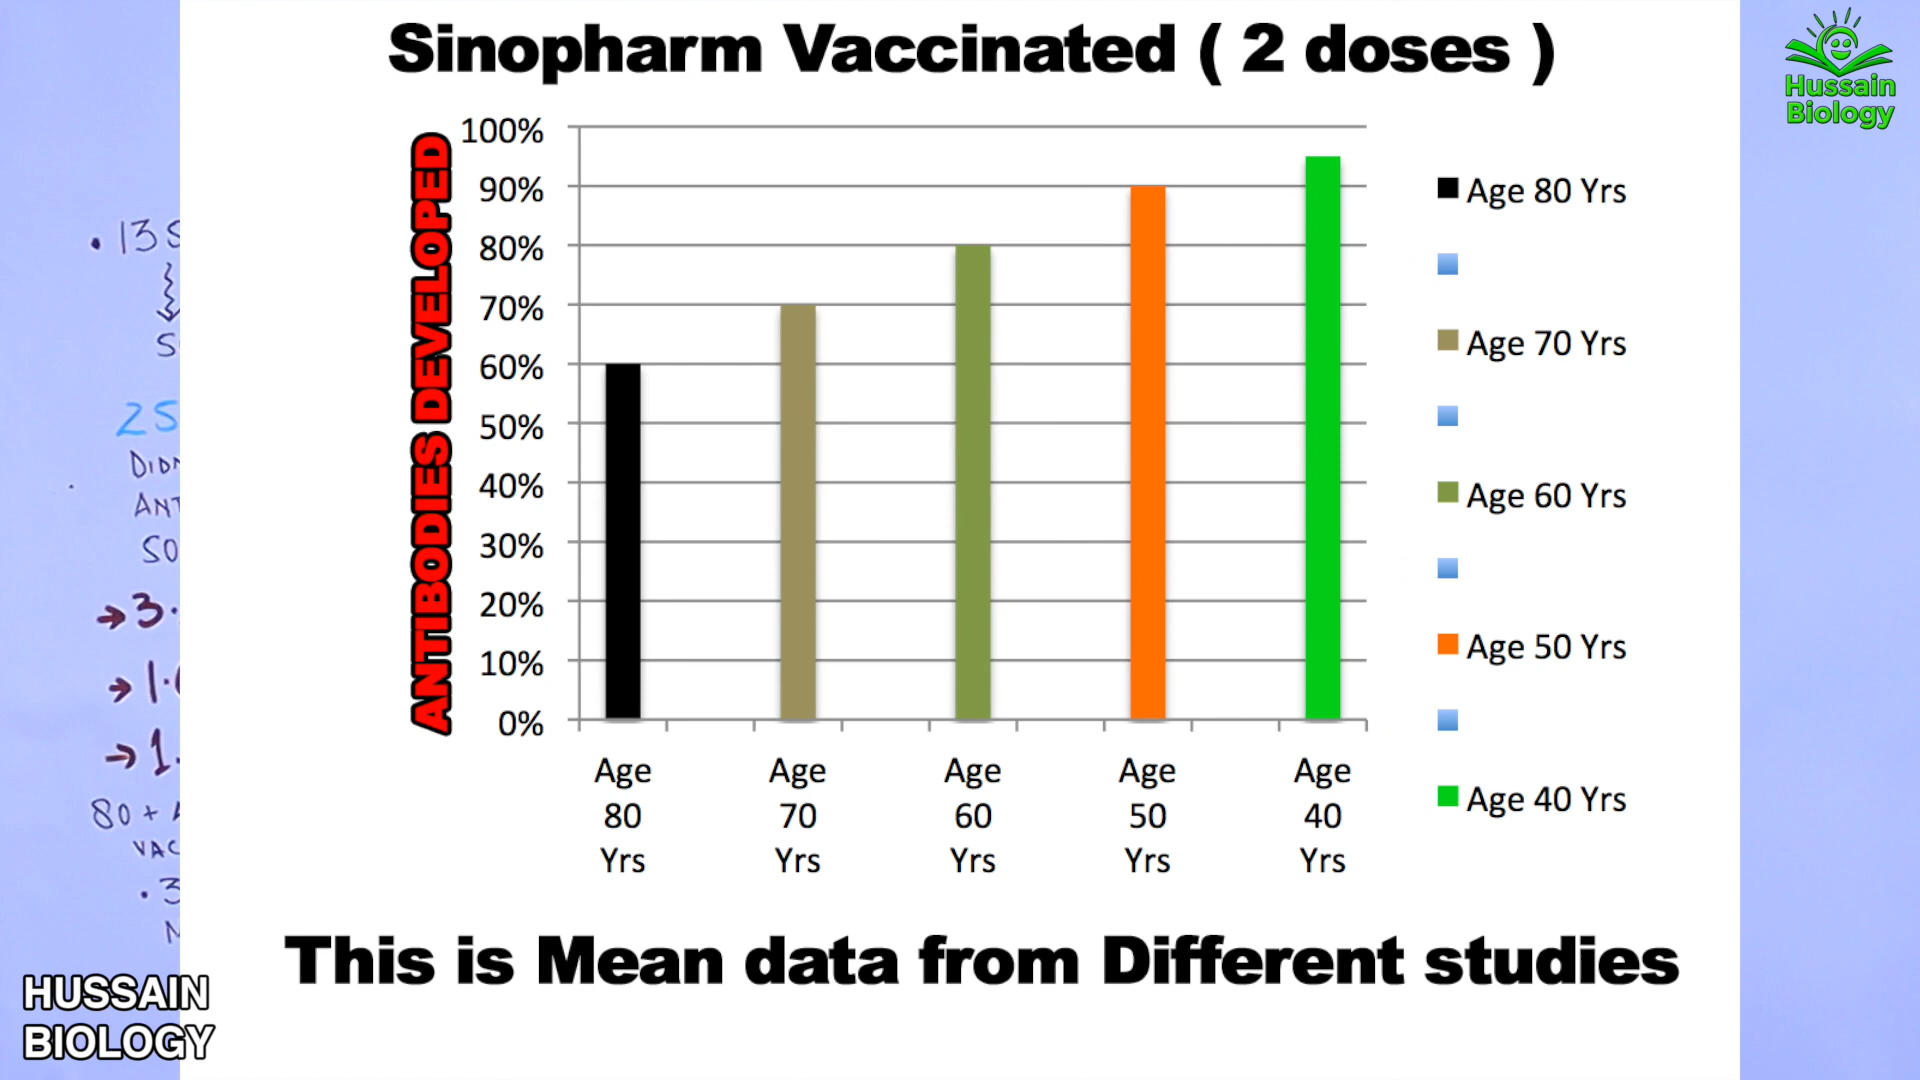 Sinopharm Vaccinated ( 2 doses )
Hussain
Biology
ANTIBODIES DEVELOPED
100%
90%
80%
70%
60%
50%
40%
30%
20%
10%
0%
Age
80
Yrs
Age
70
Yrs
Age
60
Yrs
Age
50
Yrs
Age
40
Yrs
Age 80 Yrs
Age 70 Yrs
Age 60 Yrs
Age 50 Yrs
Age 40 Yrs
This is Mean data from Different studies
80 +
HUSSAIN
BIOLOGY